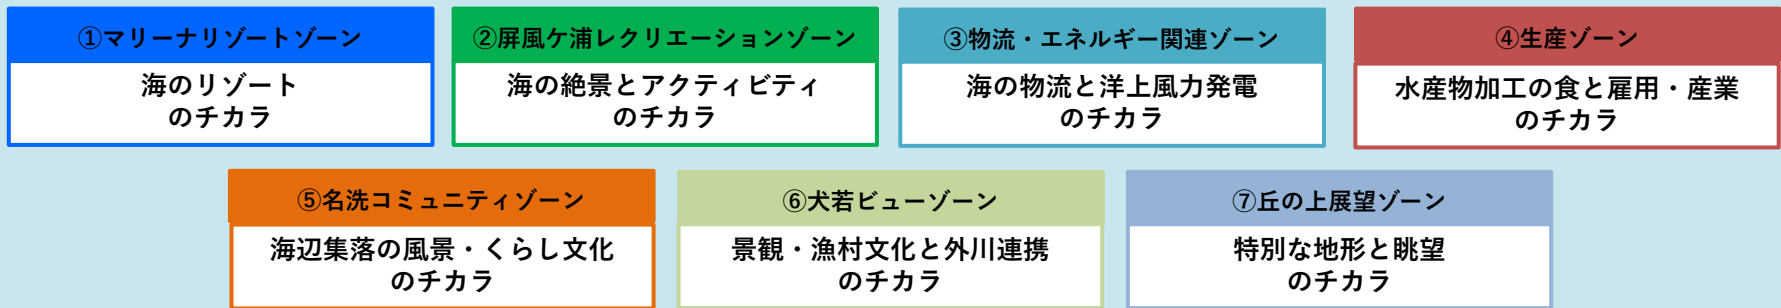 ①マリーナリゾートゾーン
海のリゾート
のチカラ
②屏風ケ浦レクリエーションゾーン
海の絶景とアクティビティ
のチカラ
③物流・エネルギー関連ゾーン
海の物流と洋上風力発電
のチカラ
④生産ゾーン
水産物加工の食と雇用・産業
のチカラ
⑤名洗コミュニティゾーン
海辺集落の風景・くらし文化
のチカラ
⑥犬若ビューゾーン
景観・漁村文化と外川連携
のチカラ
⑦丘の上展望ゾーン
特別な地形と眺望
のチカラ